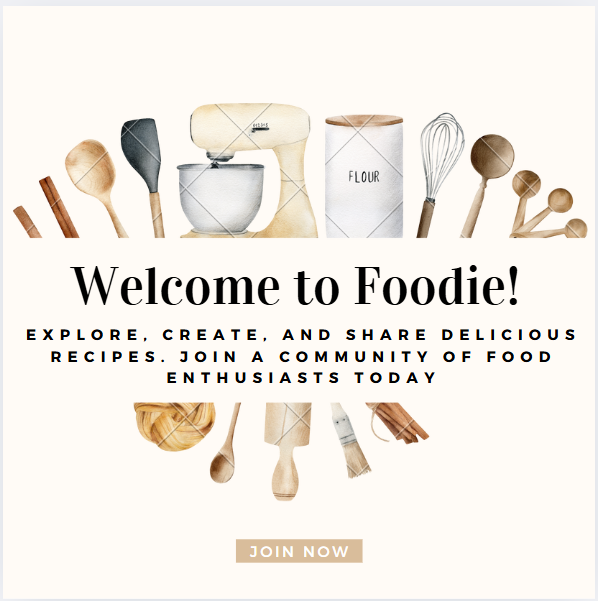 FLOUR
Welcome to Foodie!
EXPLORE, CREATE, AND SHARE DELICIOUS
RECIPES. JOIN A COMMUNITY OF FOOD
ENTHUSIASTS TODAY
JOIN NOW